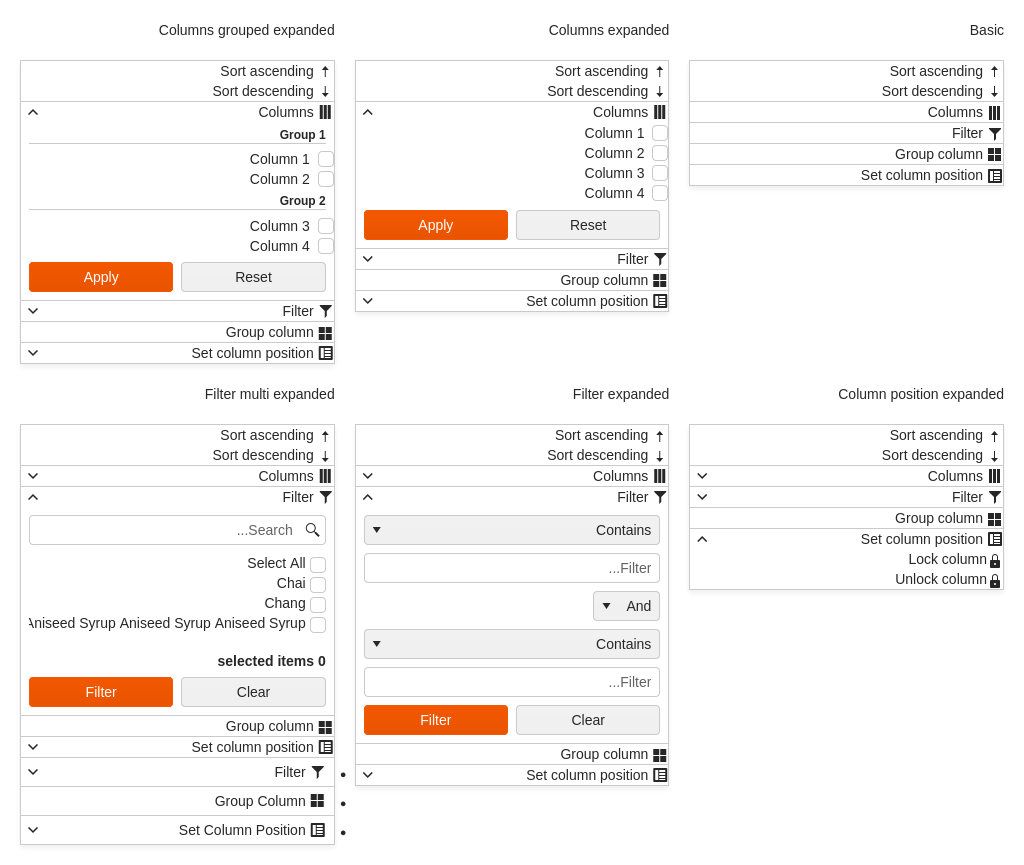 Columns grouped expanded
Sort ascending
Sort descending
Columns
Group 1
Column 1
Column 2
Group 2
Column 3
Column 4
Apply Reset
Filter
Group column
Set column position
Columns expanded
Sort ascending
Sort descending
Columns
Column 1
Column 2
Column 3
Column 4
Apply Reset
Filter
Group column
Set column position
Basic
Sort ascending
Sort descending
Columns
Filter
Group column
Set column position
Filter multi expanded
Sort ascending
Sort descending
Columns
Filter
...Search
Select All
Chai
Chang
Aniseed Syrup Aniseed Syrup Aniseed Syrup
selected items 0
Filter Clear
Group column
Set column position
Filter
Group Column
Set Column Position
Filter expanded
Sort ascending
Sort descending
Columns
Filter
Contains
...Filter
And
Contains
...Filter
Filter Clear
Group column
Set column position
Column position expanded
Sort ascending
Sort descending
Columns
Filter
Group column
Set column position
Lock column
Unlock column